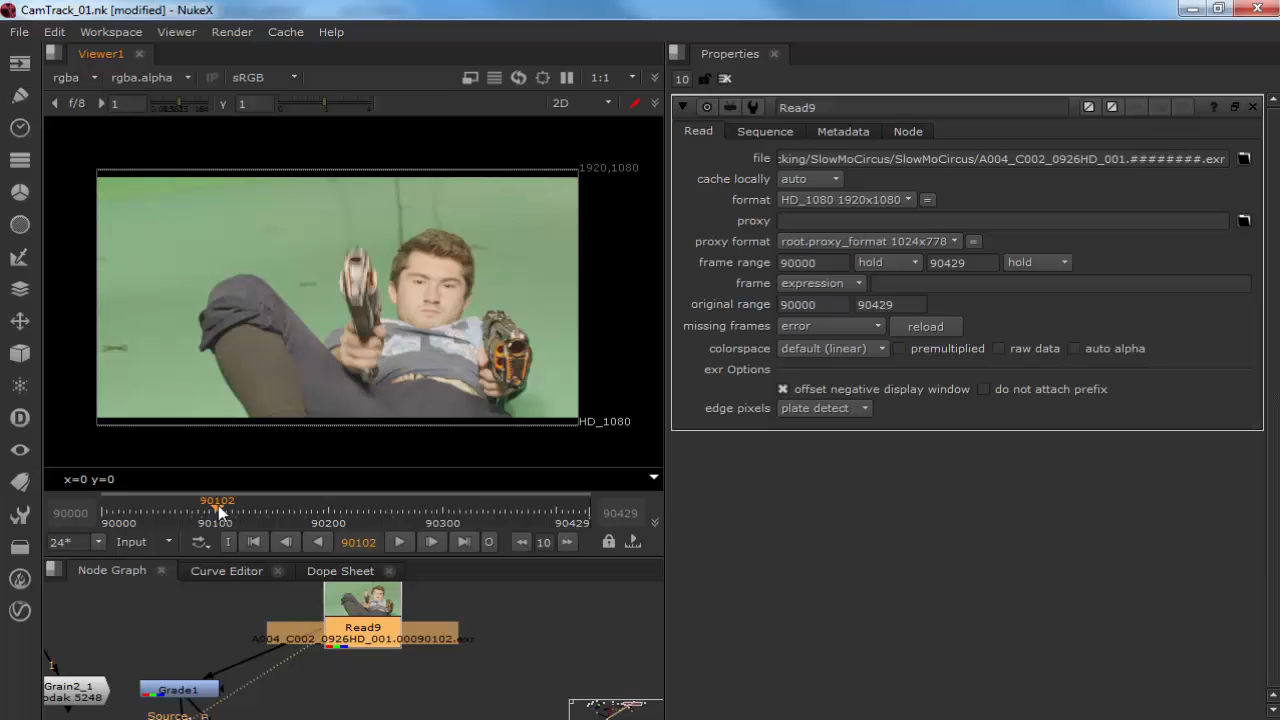 CamTrack_01.nk [modified] - NukeX
File Edit Workspace Viewer Render Cache Help
Viewer1
rgba rgba.alpha IP sRGB 1:1
f/8 1 Y 1 2D
1920,1080
HD_1080
x=0 y=0
90102
90000 90429
90000 90100 90200 90300 90429
24* Input I 90102 O 10
Node Graph Curve Editor Dope Sheet
Read9
A004_C002_0926HD_001.00090102.exr
1
Grain2_1
odak 5248
Grade1
Source
Properties
10
Read9 ?
Read Sequence Metadata Node
file cking/SlowMoCircus/SlowMoCircus/A004_C002_0926HD_001.########.exr
cache locally auto
format HD_1080 1920x1080 =
proxy
proxy format root.proxy_format 1024x778 =
frame range 90000 hold 90429 hold
frame expression
original range 90000 90429
missing frames error reload
colorspace default (linear) premultiplied raw data auto alpha
exr Options
offset negative display window do not attach prefix
edge pixels plate detect